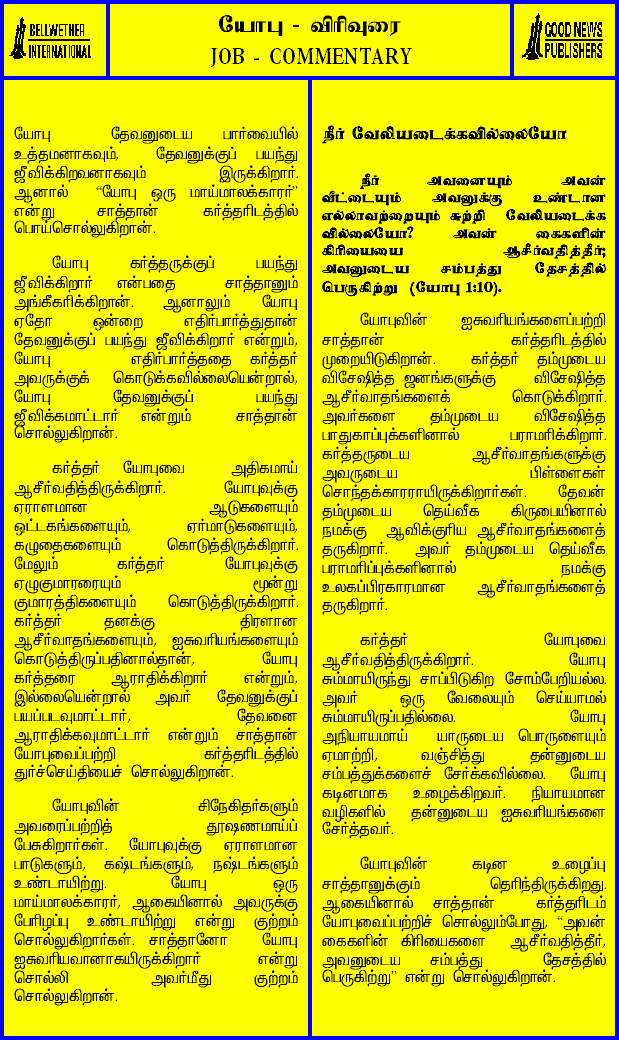 BELLWETHER
INTERNATIONAL
யோபு - விரிவுரை
JOB - COMMENTARY
GOOD NEWS
PUBLISHERS
யோபு தேவனுடைய பார்வையில்
உத்தமனாகவும், தேவனுக்குப் பயந்து
ஜீவிக்கிறவனாகவும் இருக்கிறார்.
ஆனால் “யோபு ஒரு மாய்மாலக்காரர்”
என்று சாத்தான் கர்த்தரிடத்தில்
பொய்சொல்லுகிறான்.
யோபு கர்த்தருக்குப் பயந்து
ஜீவிக்கிறார் என்பதை சாத்தானும்
அங்கீகரிக்கிறான். ஆனாலும் யோபு
ஏதோ ஒன்றை எதிர்பார்த்துதான்
தேவனுக்குப் பயந்து ஜீவிக்கிறார் என்றும்,
யோபு எதிர்பார்த்ததை கர்த்தர்
அவருக்குக் கொடுக்கவில்லையென்றால்,
யோபு தேவனுக்குப் பயந்து
ஜீவிக்கமாட்டார் என்றும் சாத்தான்
சொல்லுகிறான்.
கர்த்தர் யோபுவை அதிகமாய்
ஆசீர்வதித்திருக்கிறார். யோபுவுக்கு
ஏராளமான ஆடுகளையும்
ஒட்டகங்களையும், ஏர்மாடுகளையும்,
கழுதைகளையும் கொடுத்திருக்கிறார்.
மேலும் கர்த்தர் யோபுவுக்கு
ஏழுகுமாரரையும் மூன்று
குமாரத்திகளையும் கொடுத்திருக்கிறார்.
கர்த்தர் தனக்கு திரளான
ஆசீர்வாதங்களையும், ஐசுவரியங்களையும்
கொடுத்திருப்பதினால்தான், யோபு
கர்த்தரை ஆராதிக்கிறார் என்றும்,
இல்லையென்றால் அவர் தேவனுக்குப்
பயப்படவுமாட்டார், தேவனை
ஆராதிக்கவுமாட்டார் என்றும் சாத்தான்
யோபுவைப்பற்றி கர்த்தரிடத்தில்
துர்ச்செய்தியைச் சொல்லுகிறான்.
யோபுவின் சிநேகிதர்களும்
அவரைப்பற்றித் தூஷணமாய்ப்
பேசுகிறார்கள். யோபுவுக்கு ஏராளமான
பாடுகளும், கஷ்டங்களும், நஷ்டங்களும்
உண்டாயிற்று. யோபு ஒரு
மாய்மாலக்காரர், ஆகையினால் அவருக்கு
பேரிழப்பு உண்டாயிற்று என்று குற்றம்
சொல்லுகிறார்கள். சாத்தானோ யோபு
ஐசுவரியவானாகயிருக்கிறார் என்று
சொல்லி அவர்மீது குற்றம்
சொல்லுகிறான்.
நீர் வேலியடைக்கவில்லையோ
நீர் அவனையும் அவன்
வீட்டையும் அவனுக்கு உண்டான
எல்லாவற்றையும் சுற்றி வேலியடைக்க
வில்லையோ? அவன் கைகளின்
கிரியையை ஆசீர்வதித்தீர்;
அவனுடைய சம்பத்து தேசத்தில்
பெருகிற்று (யோபு 1:10).
யோபுவின் ஐசுவரியங்களைப்பற்றி
சாத்தான் கர்த்தரிடத்தில்
முறையிடுகிறான். கர்த்தர் தம்முடைய
விசேஷித்த ஜனங்களுக்கு விசேஷித்த
ஆசீர்வாதங்களைக் கொடுக்கிறார்.
அவர்களை தம்முடைய விசேஷித்த
பாதுகாப்புக்களினால் பராமரிக்கிறார்.
கர்த்தருடைய ஆசீர்வாதங்களுக்கு
அவருடைய பிள்ளைகள்
சொந்தக்காரராயிருக்கிறார்கள். தேவன்
தம்முடைய தெய்வீக கிருபையினால்
நமக்கு ஆவிக்குரிய ஆசீர்வாதங்களைத்
தருகிறார். அவர் தம்முடைய தெய்வீக
பராமரிப்புக்களினால் நமக்கு
உலகப்பிரகாரமான ஆசீர்வாதங்களைத்
தருகிறார்.
கர்த்தர் யோபுவை
ஆசீர்வதித்திருக்கிறார். யோபு
சும்மாயிருந்து சாப்பிடுகிற சோம்பேறியல்ல.
அவர் ஒரு வேலையும் செய்யாமல்
சும்மாயிருப்பதில்லை. யோபு
அநியாயமாய் யாருடைய பொருளையும்
ஏமாற்றி, வஞ்சித்து தன்னுடைய
சம்பத்துக்களைச் சேர்க்கவில்லை. யோபு
கடினமாக உழைக்கிறவர். நியாயமான
வழிகளில் தன்னுடைய ஐசுவரியங்களை
சேர்த்தவர்.
யோபுவின் கடின உழைப்பு
சாத்தானுக்கும் தெரிந்திருக்கிறது.
ஆகையினால் சாத்தான் கர்த்தரிடம்
யோபுவைப்பற்றிச் சொல்லும்போது, “அவன்
கைகளின் கிரியைகளை ஆசீர்வதித்தீர்,
அவனுடைய சம்பத்து தேசத்தில்
பெருகிற்று” என்று சொல்லுகிறான்.